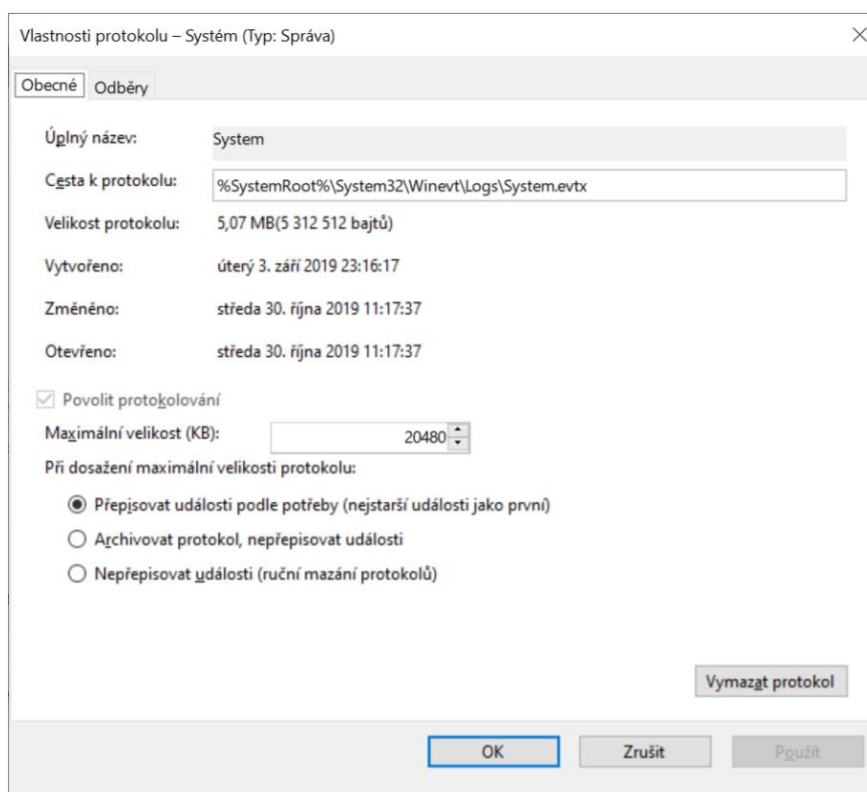 Vlastnosti protokolu – Systém (Typ: Správa)
Obecné Odběry
Úplný název: System
Cesta k protokolu: %SystemRoot%\System32\Winevt\Logs\System.evtx
Velikost protokolu: 5,07 MB(5 312 512 bajtů)
Vytvořeno: úterý 3. září 2019 23:16:17
Změněno: středa 30. října 2019 11:17:37
Otevřeno: středa 30. října 2019 11:17:37
Povolit protokolování
Maximální velikost (KB): 20480
Při dosažení maximální velikosti protokolu:
Přepisovat události podle potřeby (nejstarší události jako první)
Archivovat protokol, nepřepisovat události
Nepřepisovat události (ruční mazání protokolů)
Vymazat protokol
OK Zrušit Použít